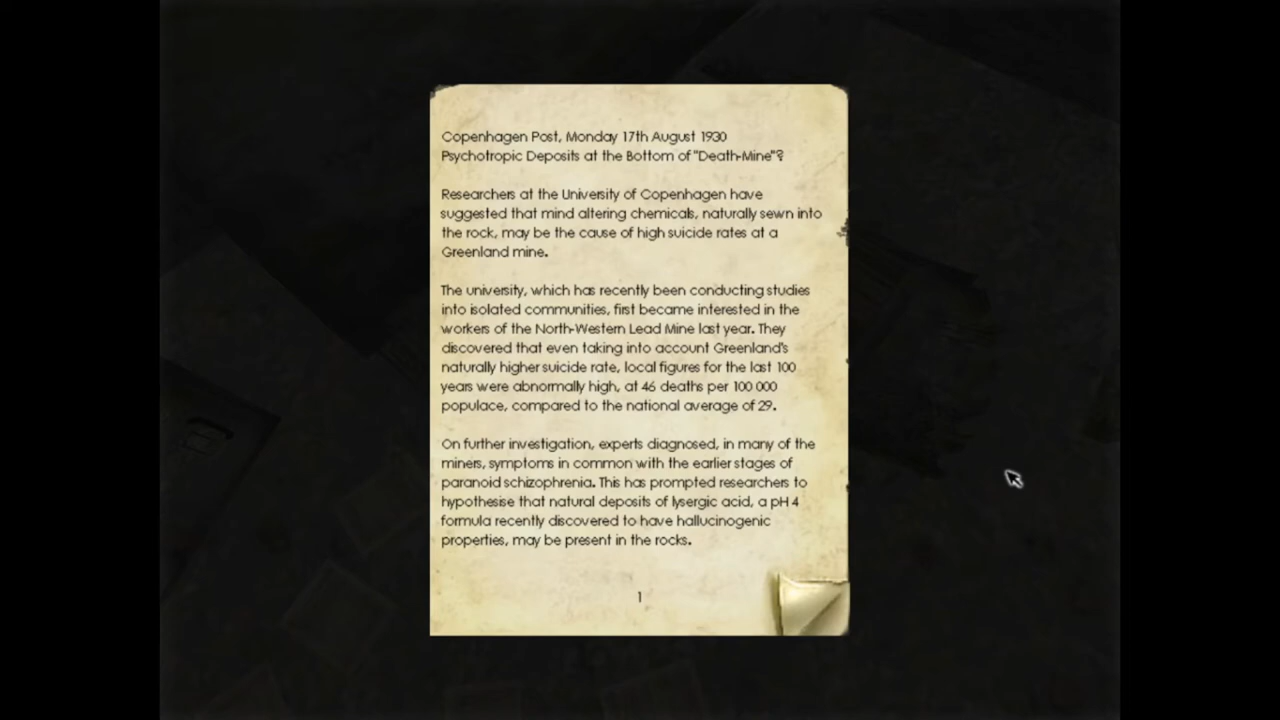 Copenhagen Post, Monday 17th August 1930
Psychotropic Deposits at the Bottom of "Death-Mine"?
Researchers at the University of Copenhagen have
suggested that mind altering chemicals, naturally sewn into
the rock, may be the cause of high suicide rates at a
Greenland mine.
The university, which has recently been conducting studies
into isolated communities, first became interested in the
workers of the North-Western Lead Mine last year. They
discovered that even taking into account Greenland's
naturally higher suicide rate, local figures for the last 100
years were abnormally high, at 46 deaths per 100 000
populace, compared to the national average of 29.
On further investigation, experts diagnosed, in many of the
miners, symptoms in common with the earlier stages of
paranoid schizophrenia. This has prompted researchers to
hypothesise that natural deposits of lysergic acid, a pH 4
formula recently discovered to have hallucinogenic
properties, may be present in the rocks.
1